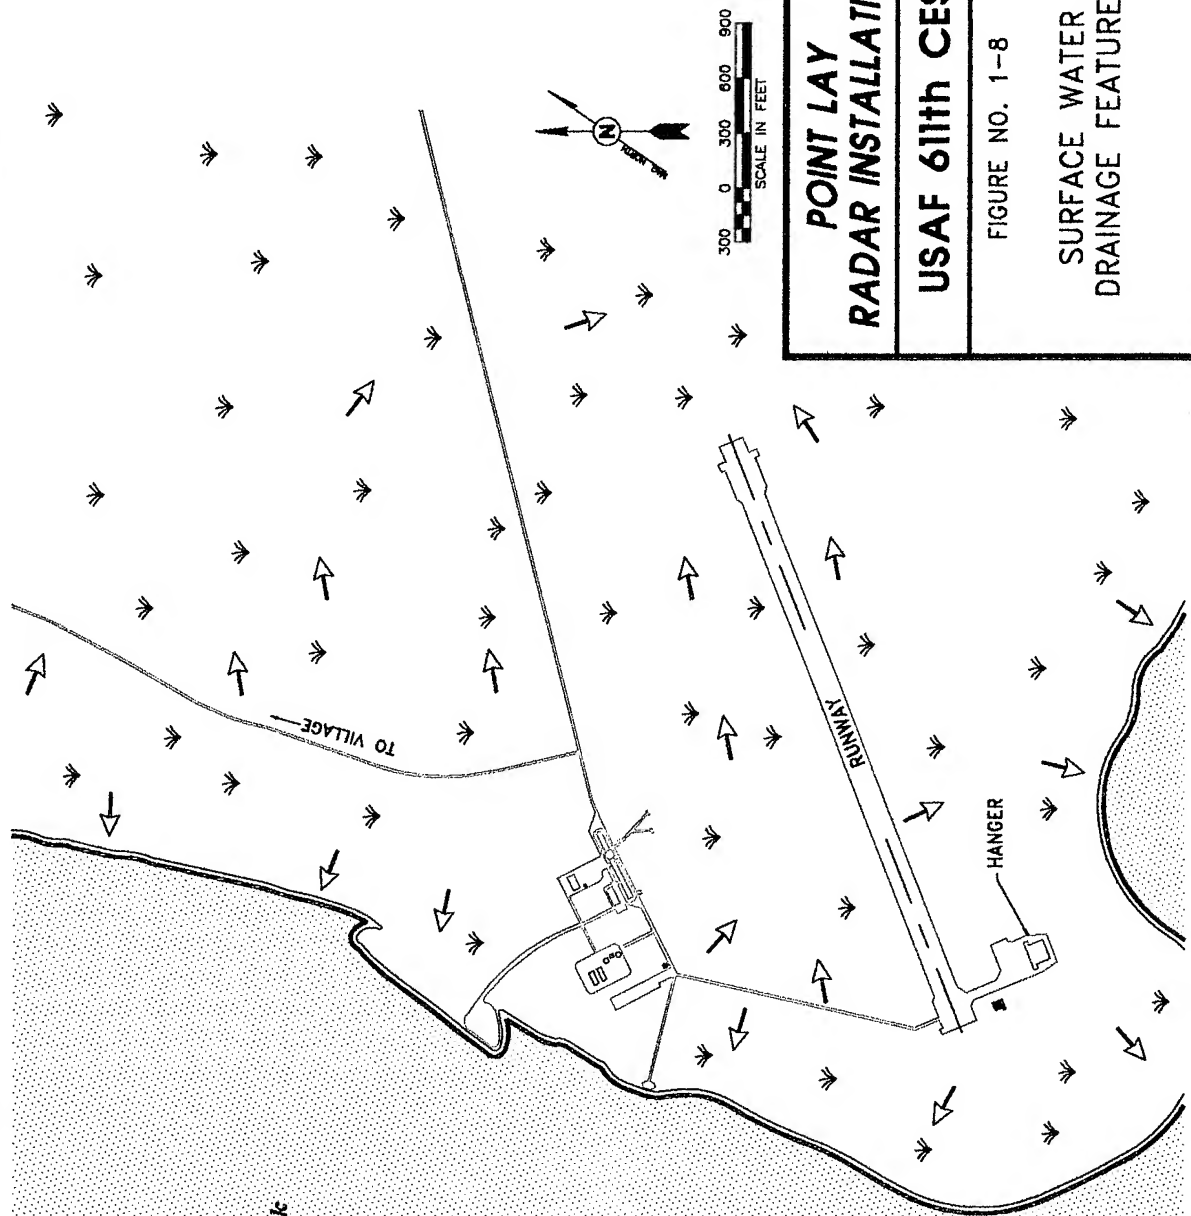 TO VILLAGE
RUNWAY
HANGER
N
300 0 300 600 900
SCALE IN FEET
POINT LAY
RADAR INSTALLATI
USAF 611th CES
FIGURE NO. 1-8
SURFACE WATER
DRAINAGE FEATURE